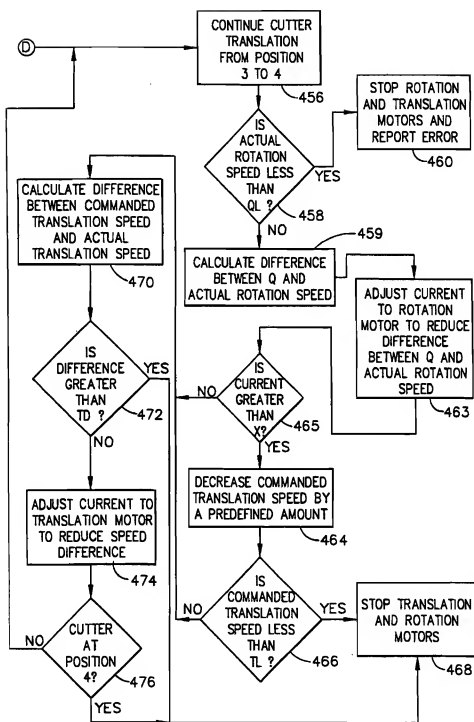 D
CONTINUE CUTTER
TRANSLATION
FROM POSITION
3 TO 4
456
STOP ROTATION
AND TRANSLATION
MOTORS AND
REPORT ERROR
460
IS
ACTUAL
ROTATION
SPEED LESS
THAN
QL ?
YES
458
NO
459
CALCULATE DIFFERENCE
BETWEEN Q AND
ACTUAL ROTATION SPEED
ADJUST CURRENT
TO ROTATION
MOTOR TO REDUCE
DIFFERENCE
BETWEEN Q AND
ACTUAL ROTATION
SPEED
463
IS
CURRENT
GREATER
THAN
X?
NO
465
YES
DECREASE COMMANDED
TRANSLATION SPEED BY
A PREDEFINED AMOUNT
464
IS
COMMANDED
TRANSLATION
SPEED LESS
THAN
TL ?
NO
YES
466
STOP TRANSLATION
AND ROTATION
MOTORS
468
CALCULATE DIFFERENCE
BETWEEN COMMANDED
TRANSLATION SPEED
AND ACTUAL
TRANSLATION SPEED
470
IS
DIFFERENCE
GREATER
THAN
TD ?
YES
472
NO
ADJUST CURRENT TO
TRANSLATION MOTOR
TO REDUCE SPEED
DIFFERENCE
474
CUTTER
AT
POSITION
4?
NO
476
YES